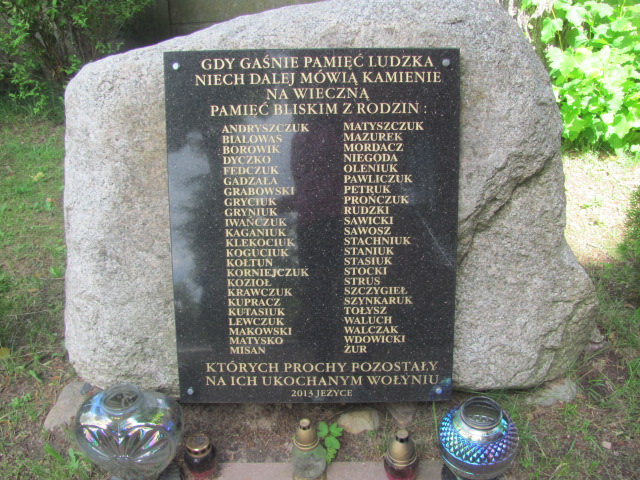 GDY GAŚNIE PAMIĘĆ LUDZKA
NIECH DALEJ MÓWIĄ KAMIENIE
NA WIECZNĄ
PAMIĘĆ BLISKIM Z RODZIN :
ANDRYSZCZUK
BIAŁOWĄS
BOROWIK
DYCZKO
FEDCZUK
GADZAŁA
GRABOWSKI
GRYCIUK
GRYNIUK
IWAŃCZUK
KAGANIUK
KLEKOCIUK
KOGUCIUK
KOŁTUN
KORNIEJCZUK
KOZIOŁ
KRAWCZUK
KUPRACZ
KUTASIUK
LEWCZUK
MAKOWSKI
MATYSKO
MISAN
MATYSZCZUK
MAZUREK
MORDACZ
NIEGODA
OLENIUK
PAWLICZUK
PETRUK
PROŃCZUK
RUDZKI
SAWICKI
SAWOSZ
STACHNIUK
STANIUK
STASIUK
STOCKI
STRUS
SZCZYGIEŁ
SZYNKARUK
TOŁYSZ
WALUCH
WALCZAK
WDOWICKI
ŻUR
KTÓRYCH PROCHY POZOSTAŁY
NA ICH UKOCHANYM WOŁYNIU
2013 JEŻYCE